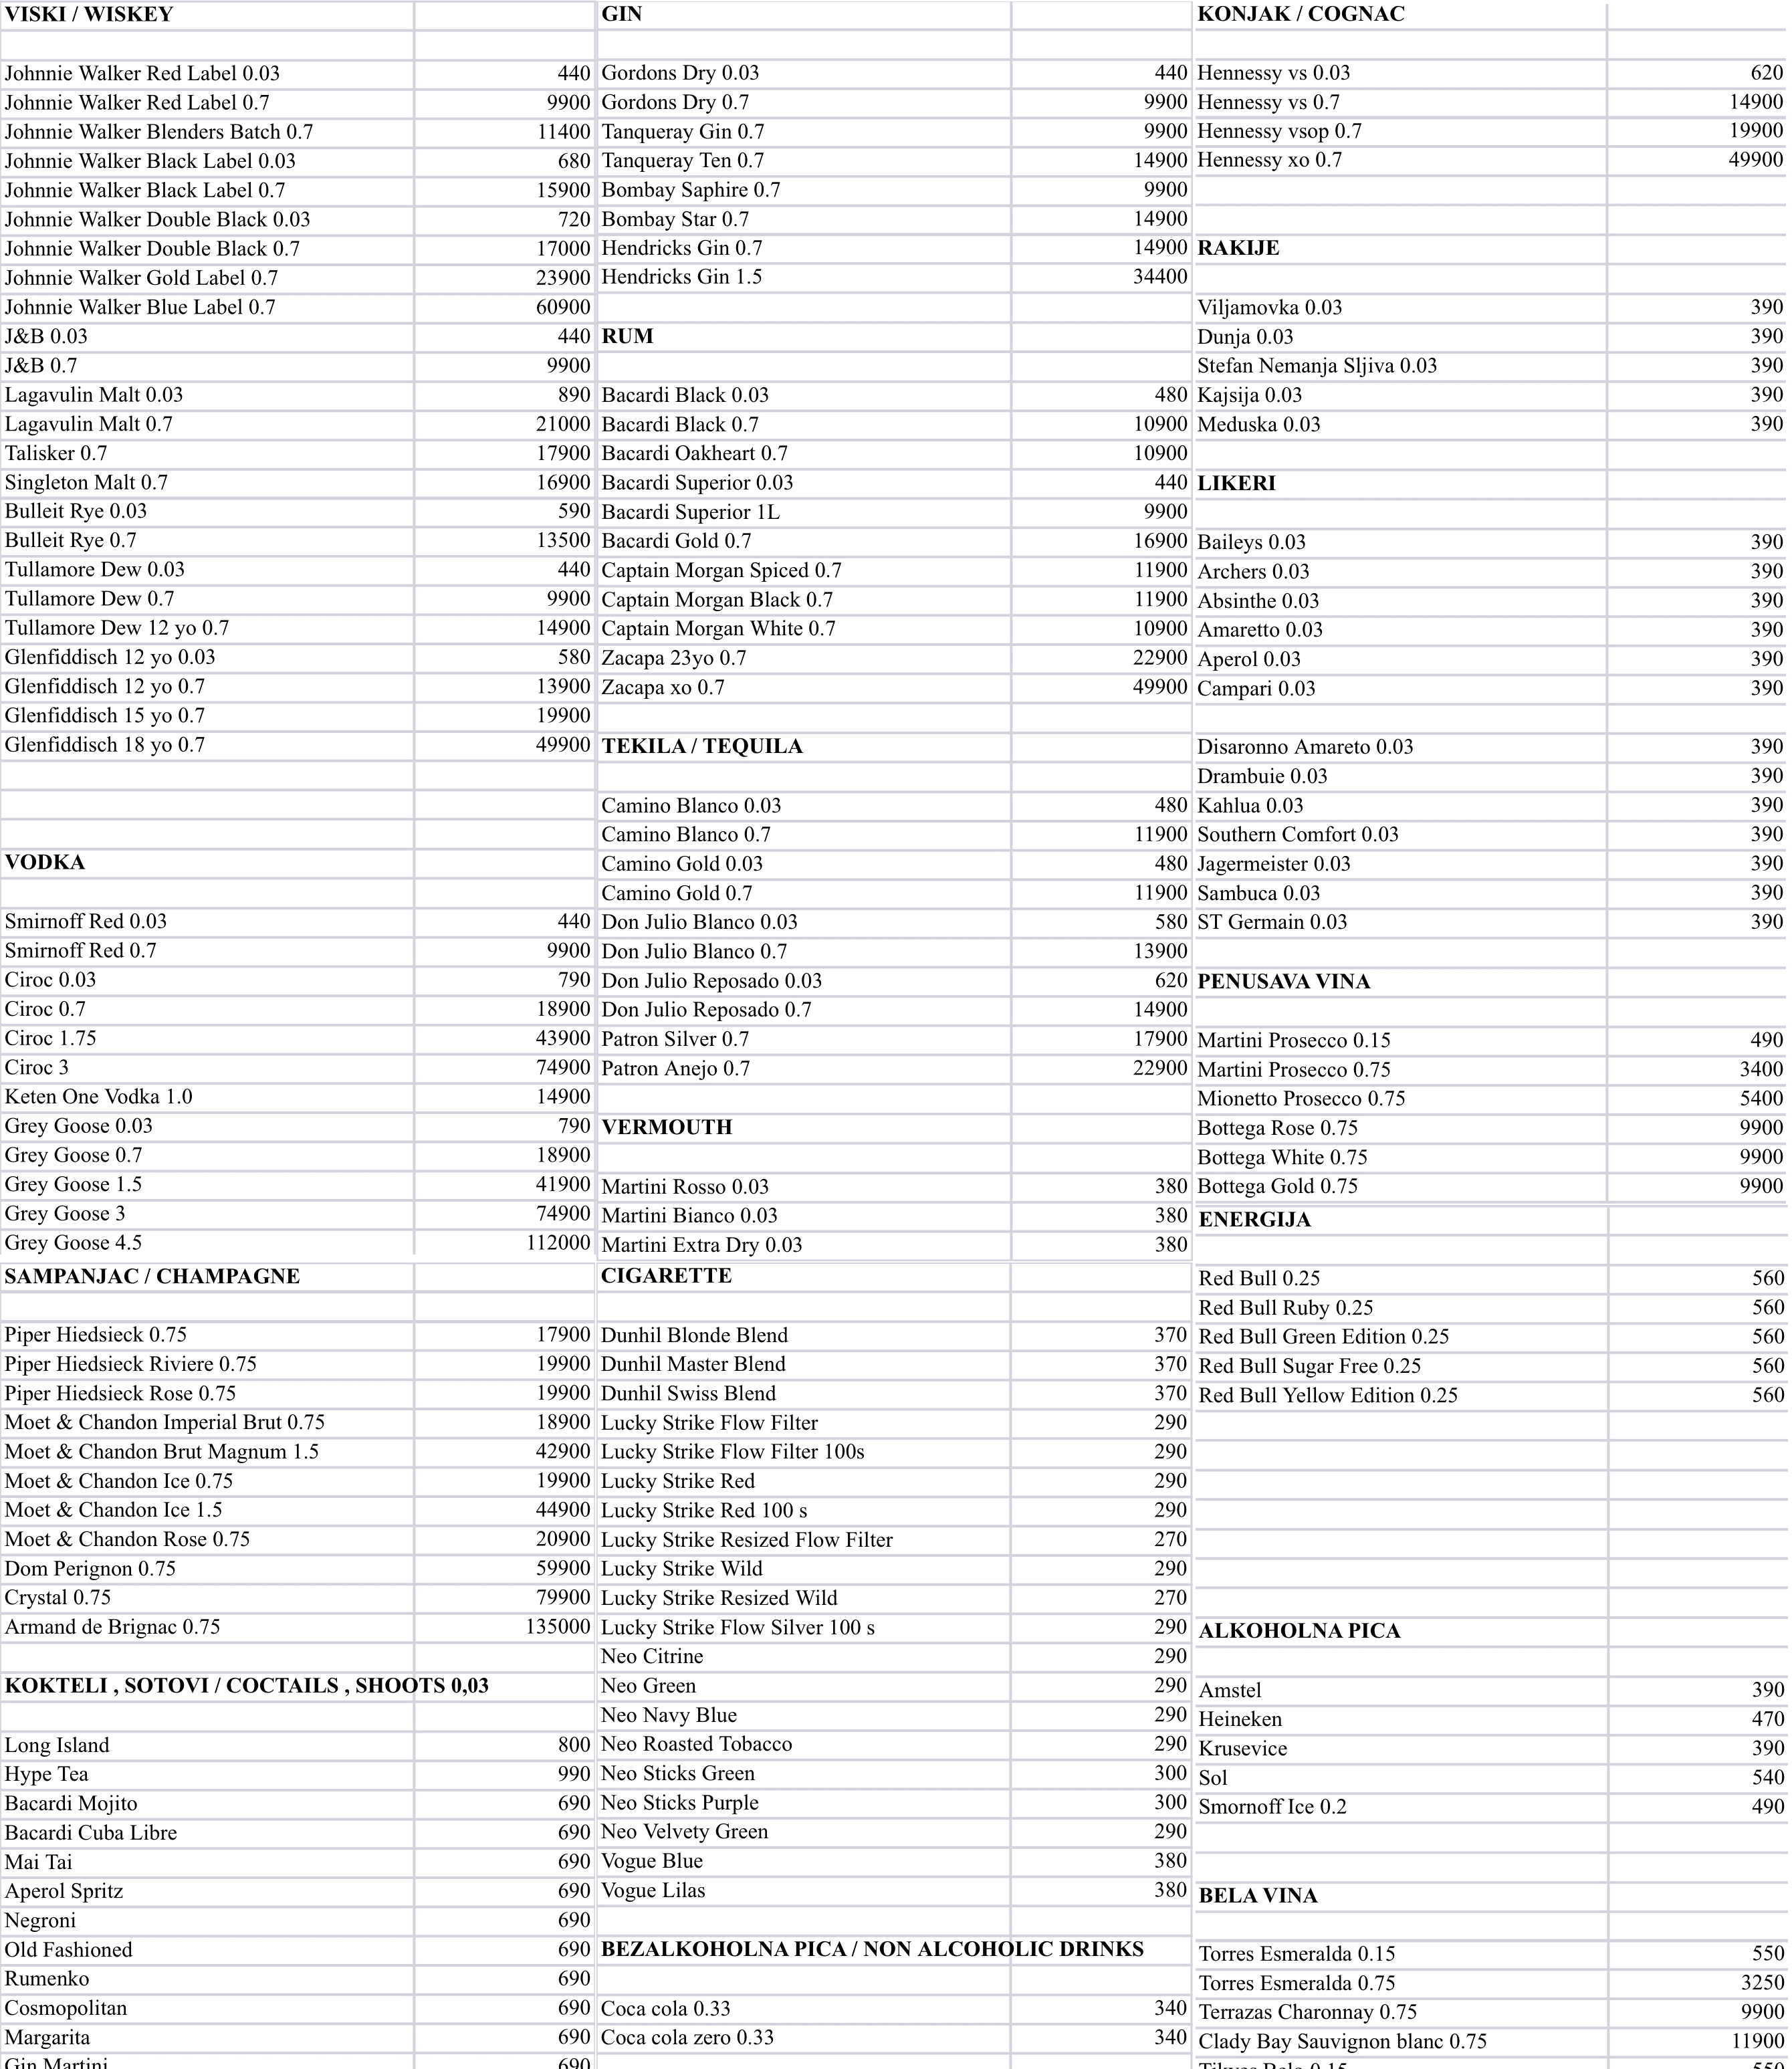 VISKI / WISKEY
Johnnie Walker Red Label 0.03 440
Johnnie Walker Red Label 0.7 9900
Johnnie Walker Blenders Batch 0.7 11400
Johnnie Walker Black Label 0.03 680
Johnnie Walker Black Label 0.7 15900
Johnnie Walker Double Black 0.03 720
Johnnie Walker Double Black 0.7 17000
Johnnie Walker Gold Label 0.7 23900
Johnnie Walker Blue Label 0.7 60900
J&B 0.03 440
J&B 0.7 9900
Lagavulin Malt 0.03 890
Lagavulin Malt 0.7 21000
Talisker 0.7 17900
Singleton Malt 0.7 16900
Bulleit Rye 0.03 590
Bulleit Rye 0.7 13500
Tullamore Dew 0.03 440
Tullamore Dew 0.7 9900
Tullamore Dew 12 yo 0.7 14900
Glenfiddisch 12 yo 0.03 580
Glenfiddisch 12 yo 0.7 13900
Glenfiddisch 15 yo 0.7 19900
Glenfiddisch 18 yo 0.7 49900
VODKA
Smirnoff Red 0.03 440
Smirnoff Red 0.7 9900
Ciroc 0.03 790
Ciroc 0.7 18900
Ciroc 1.75 43900
Ciroc 3 74900
Keten One Vodka 1.0 14900
Grey Goose 0.03 790
Grey Goose 0.7 18900
Grey Goose 1.5 41900
Grey Goose 3 74900
Grey Goose 4.5 112000
SAMPANJAC / CHAMPAGNE
Piper Hiedsieck 0.75 17900
Piper Hiedsieck Riviere 0.75 19900
Piper Hiedsieck Rose 0.75 19900
Moet & Chandon Imperial Brut 0.75 18900
Moet & Chandon Brut Magnum 1.5 42900
Moet & Chandon Ice 0.75 19900
Moet & Chandon Ice 1.5 44900
Moet & Chandon Rose 0.75 20900
Dom Perignon 0.75 59900
Crystal 0.75 79900
Armand de Brignac 0.75 135000
KOKTELI , SOTOVI / COCTAILS , SHOOTS 0,03
Long Island 800
Hype Tea 990
Bacardi Mojito 690
Bacardi Cuba Libre 690
Mai Tai 690
Aperol Spritz 690
Negroni 690
Old Fashioned 690
Rumenko 690
Cosmopolitan 690
Margarita 690
Gin Martini 690
GIN
Gordons Dry 0.03 440
Gordons Dry 0.7 9900
Tanqueray Gin 0.7 9900
Tanqueray Ten 0.7 14900
Bombay Saphire 0.7 9900
Bombay Star 0.7 14900
Hendricks Gin 0.7 14900
Hendricks Gin 1.5 34400
RUM
Bacardi Black 0.03 480
Bacardi Black 0.7 10900
Bacardi Oakheart 0.7 10900
Bacardi Superior 0.03 440
Bacardi Superior 1L 9900
Bacardi Gold 0.7 16900
Captain Morgan Spiced 0.7 11900
Captain Morgan Black 0.7 11900
Captain Morgan White 0.7 10900
Zacapa 23yo 0.7 22900
Zacapa xo 0.7 49900
TEKILA / TEQUILA
Camino Blanco 0.03 480
Camino Blanco 0.7 11900
Camino Gold 0.03 480
Camino Gold 0.7 11900
Don Julio Blanco 0.03 580
Don Julio Blanco 0.7 13900
Don Julio Reposado 0.03 620
Don Julio Reposado 0.7 14900
Patron Silver 0.7 17900
Patron Anejo 0.7 22900
VERMOUTH
Martini Rosso 0.03 380
Martini Bianco 0.03 380
Martini Extra Dry 0.03 380
CIGARETTE
Dunhil Blonde Blend 370
Dunhil Master Blend 370
Dunhil Swiss Blend 370
Lucky Strike Flow Filter 290
Lucky Strike Flow Filter 100s 290
Lucky Strike Red 290
Lucky Strike Red 100 s 290
Lucky Strike Resized Flow Filter 270
Lucky Strike Wild 290
Lucky Strike Resized Wild 270
Lucky Strike Flow Silver 100 s 290
Neo Citrine 290
Neo Green 290
Neo Navy Blue 290
Neo Roasted Tobacco 290
Neo Sticks Green 300
Neo Sticks Purple 300
Neo Velvety Green 290
Vogue Blue 380
Vogue Lilas 380
BEZALKOHOLNA PICA / NON ALCOHOLIC DRINKS
Coca cola 0.33 340
Coca cola zero 0.33 340
KONJAK / COGNAC
Hennessy vs 0.03 620
Hennessy vs 0.7 14900
Hennessy vsop 0.7 19900
Hennessy xo 0.7 49900
RAKIJE
Viljamovka 0.03 390
Dunja 0.03 390
Stefan Nemanja Sljiva 0.03 390
Kajsija 0.03 390
Meduska 0.03 390
LIKERI
Baileys 0.03 390
Archers 0.03 390
Absinthe 0.03 390
Amaretto 0.03 390
Aperol 0.03 390
Campari 0.03 390
Disaronno Amareto 0.03 390
Drambuie 0.03 390
Kahlua 0.03 390
Southern Comfort 0.03 390
Jagermeister 0.03 390
Sambuca 0.03 390
ST Germain 0.03 390
PENUSAVA VINA
Martini Prosecco 0.15 490
Martini Prosecco 0.75 3400
Mionetto Prosecco 0.75 5400
Bottega Rose 0.75 9900
Bottega White 0.75 9900
Bottega Gold 0.75 9900
ENERGIJA
Red Bull 0.25 560
Red Bull Ruby 0.25 560
Red Bull Green Edition 0.25 560
Red Bull Sugar Free 0.25 560
Red Bull Yellow Edition 0.25 560
ALKOHOLNA PICA
Amstel 390
Heineken 470
Krusevice 390
Sol 540
Smornoff Ice 0.2 490
BELA VINA
Torres Esmeralda 0.15 550
Torres Esmeralda 0.75 3250
Terrazas Charonnay 0.75 9900
Clady Bay Sauvignon blanc 0.75 11900